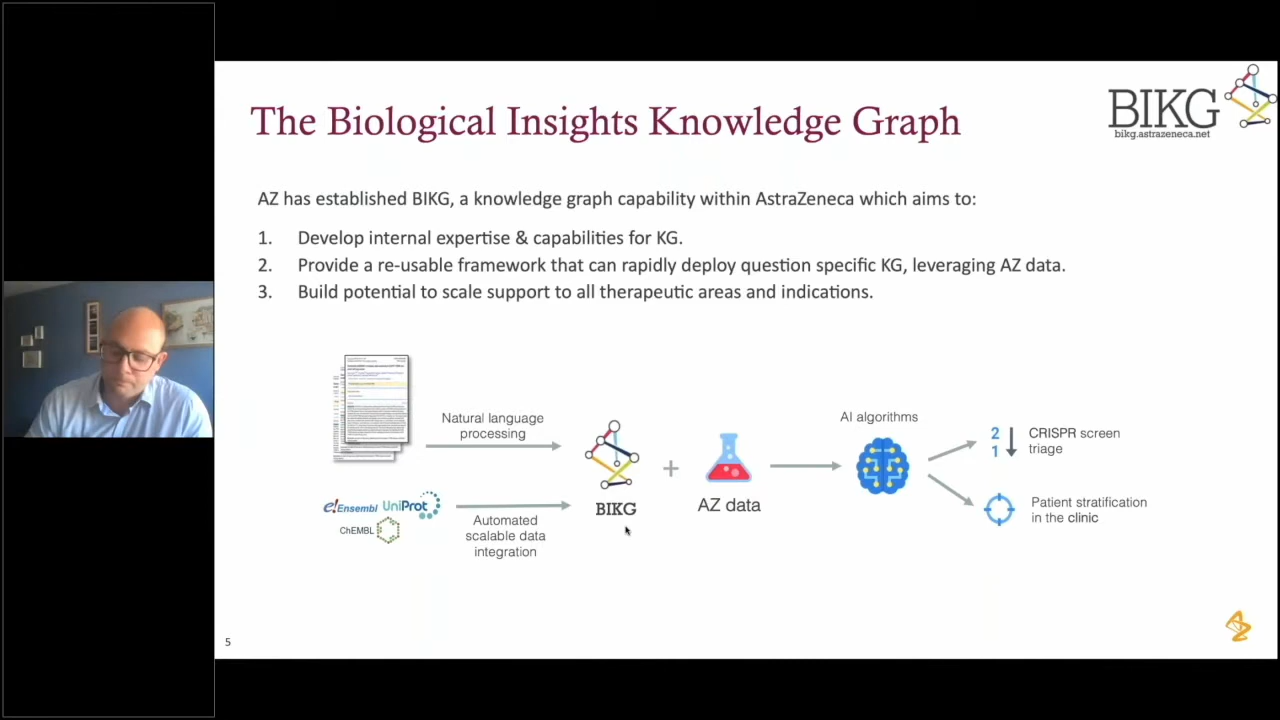 The Biological Insights Knowledge Graph
BIKG
bikg.astrazeneca.net
AZ has established BIKG, a knowledge graph capability within AstraZeneca which aims to:
1. Develop internal expertise & capabilities for KG.
2. Provide a re-usable framework that can rapidly deploy question specific KG, leveraging AZ data.
3. Build potential to scale support to all therapeutic areas and indications.
Natural language
processing
e!Ensembl UniProt
ChEMBL
Automated
scalable data
integration
BIKG
+
AZ data
AI algorithms
2
1
CRISPR screen
triage
Patient stratification
in the clinic
5